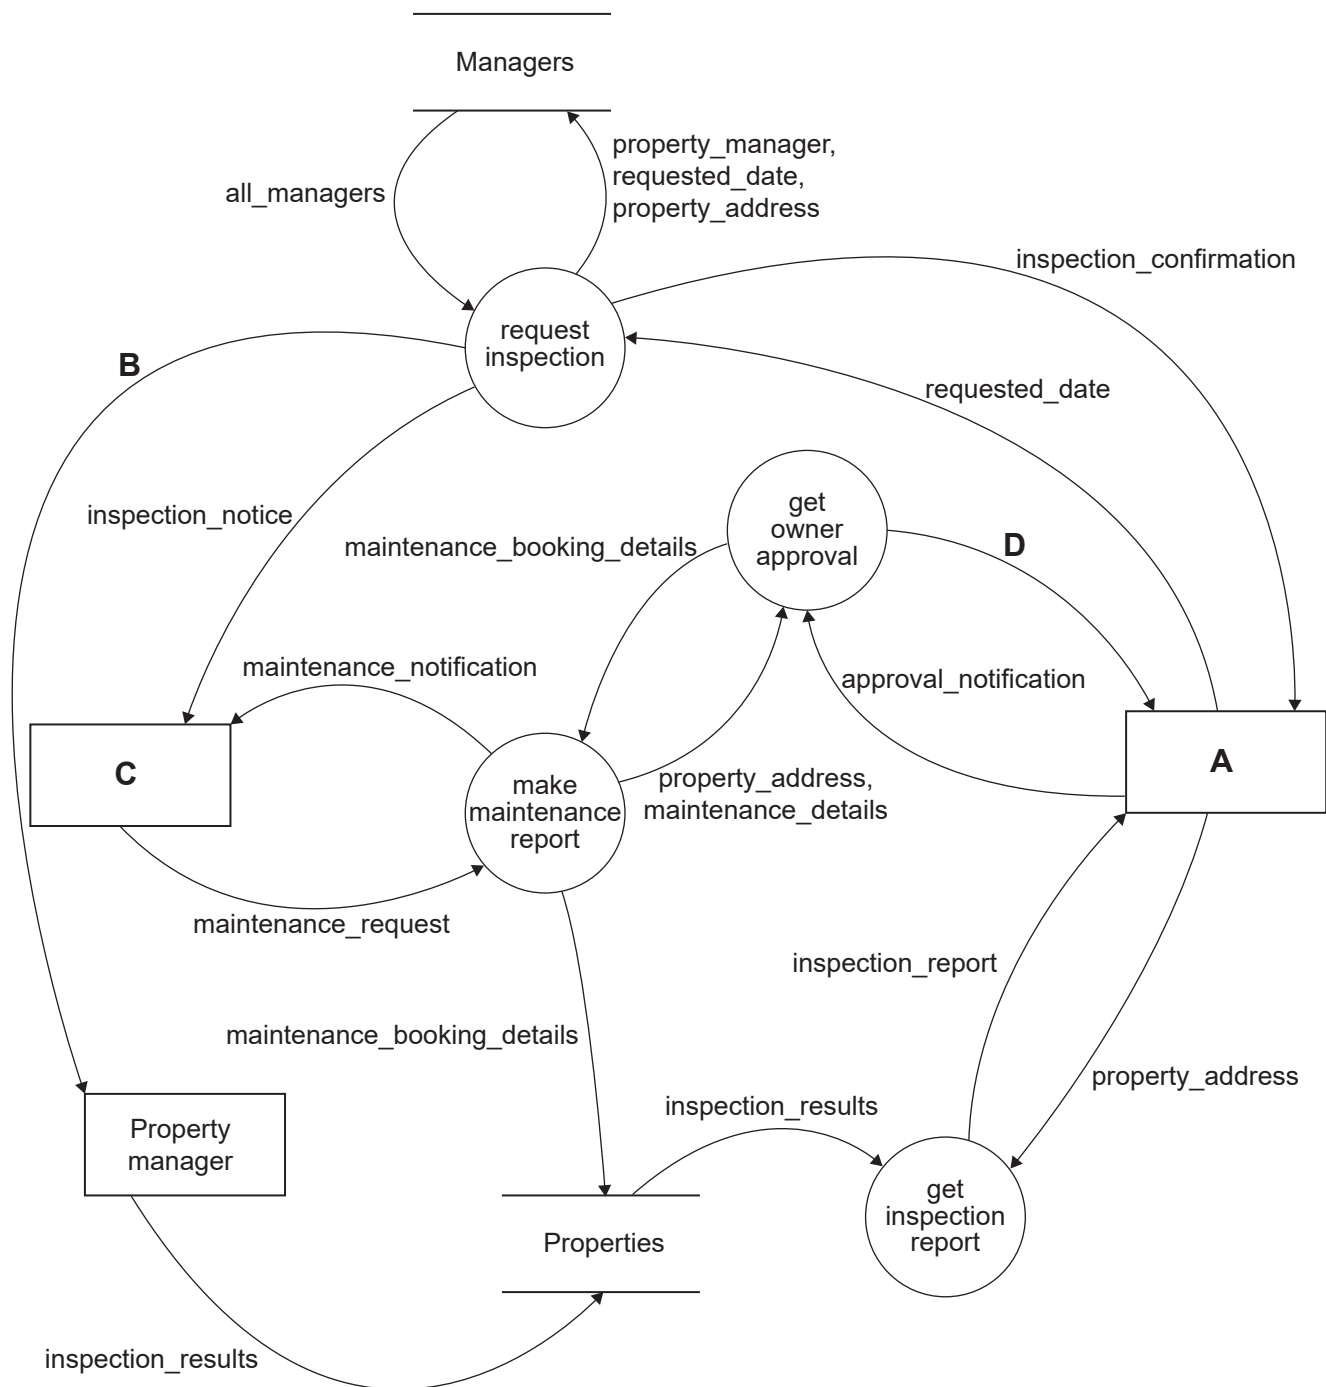 Managers
property_manager,
requested_date,
property_address
all_managers
inspection_confirmation
request
inspection
B
requested_date
get
owner
approval
inspection_notice
maintenance_booking_details
D
maintenance_notification
approval_notification
C
A
make
maintenance
report
property_address,
maintenance_details
maintenance_request
inspection_report
maintenance_booking_details
property_address
inspection_results
Property
manager
get
inspection
report
Properties
inspection_results